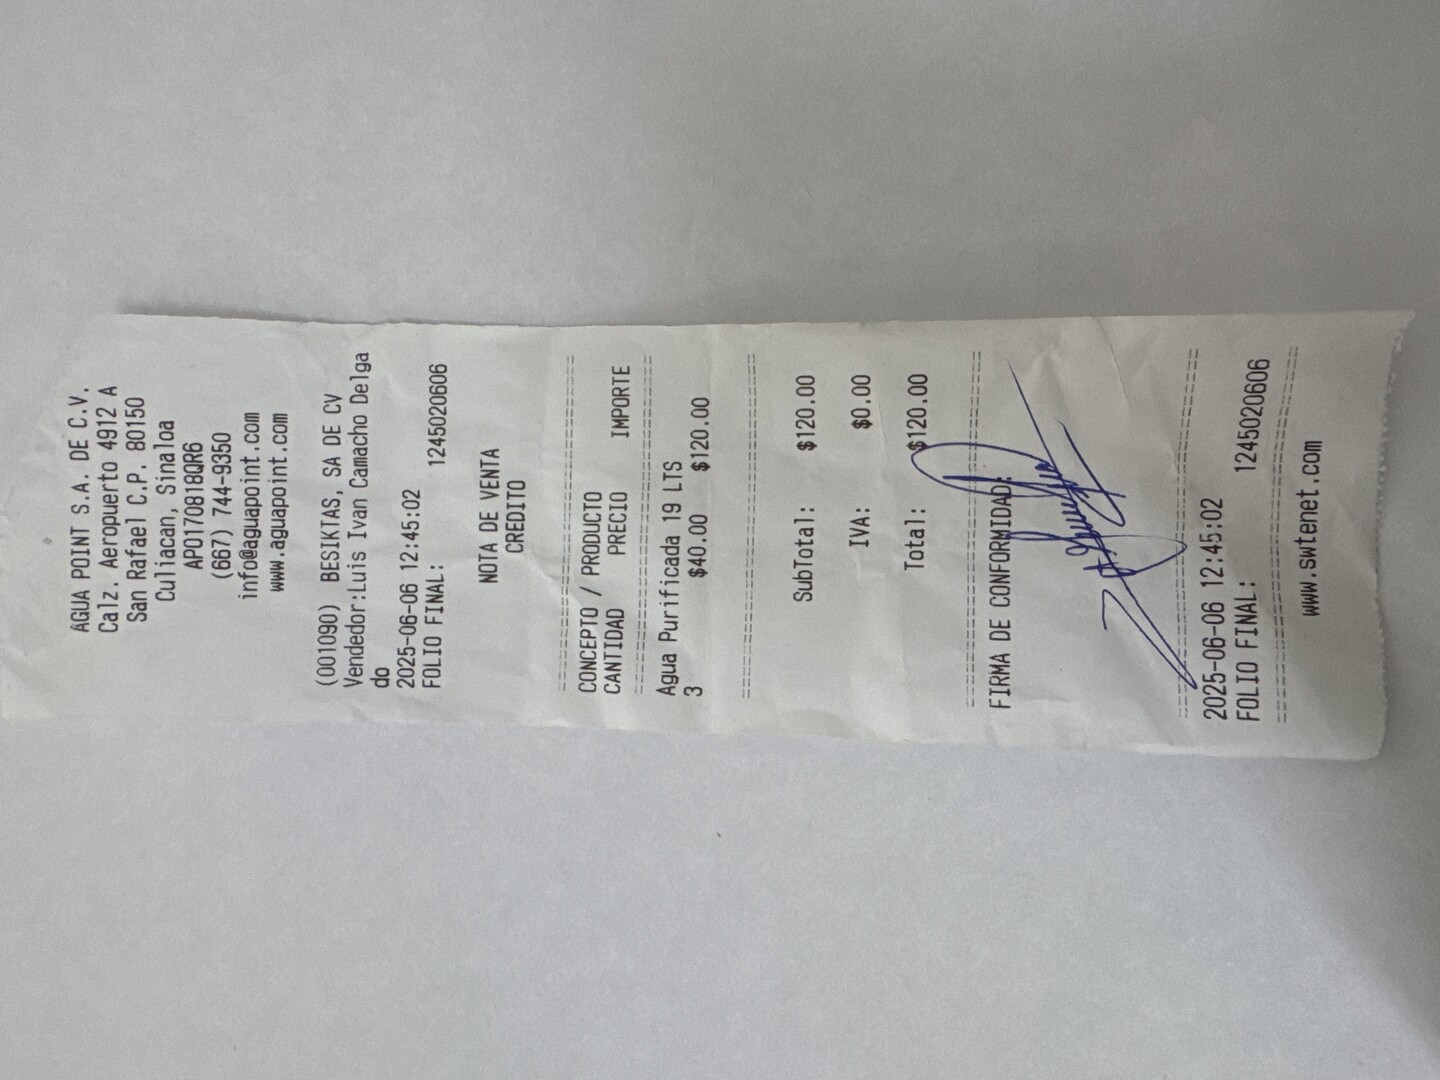 AGUA POINT S.A. DE C.V.
Calz. Aeropuerto 4912 A
San Rafael C.P. 80150
Culiacan, Sinaloa
APO170818QR6
(667) 744-9350
info@aguapoint.com
www.aguapoint.com
(001090) BESIKTAS, SA DE CV
Vendedor:Luis Ivan Camacho Delga
do
2025-06-06 12:45:02
FOLIO FINAL: 1245020606
NOTA DE VENTA
CREDITO
CONCEPTO / PRODUCTO
CANTIDAD PRECIO IMPORTE
Agua Purificada 19 LTS
3 $40.00 $120.00
SubTotal: $120.00
IVA: $0.00
Total: $120.00
FIRMA DE CONFORMIDAD:
2025-06-06 12:45:02
FOLIO FINAL: 1245020606
www.swtenet.com